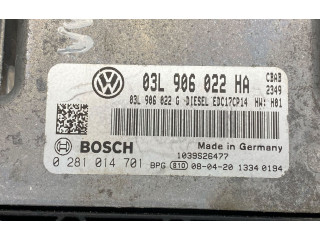 03L 906 022 HA CBAB
2349
03L 906 022 G DIESEL EDC17CP14 HW: H01
BOSCH Made in Germany
1039S26477
0 281 014 701 BPG 810 08-04-20 1334 0194